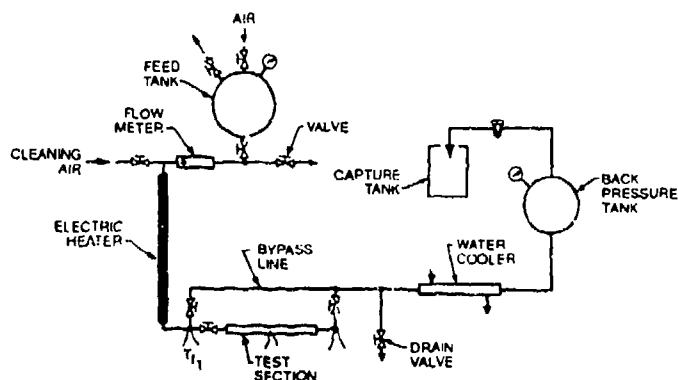 AIR
FEED
TANK
FLOW
METER
VALVE
CLEANING
AIR
CAPTURE
TANK
BACK
PRESSURE
TANK
ELECTRIC
HEATER
BYPASS
LINE
WATER
COOLER
TEST
SECTION
DRAIN
VALVE